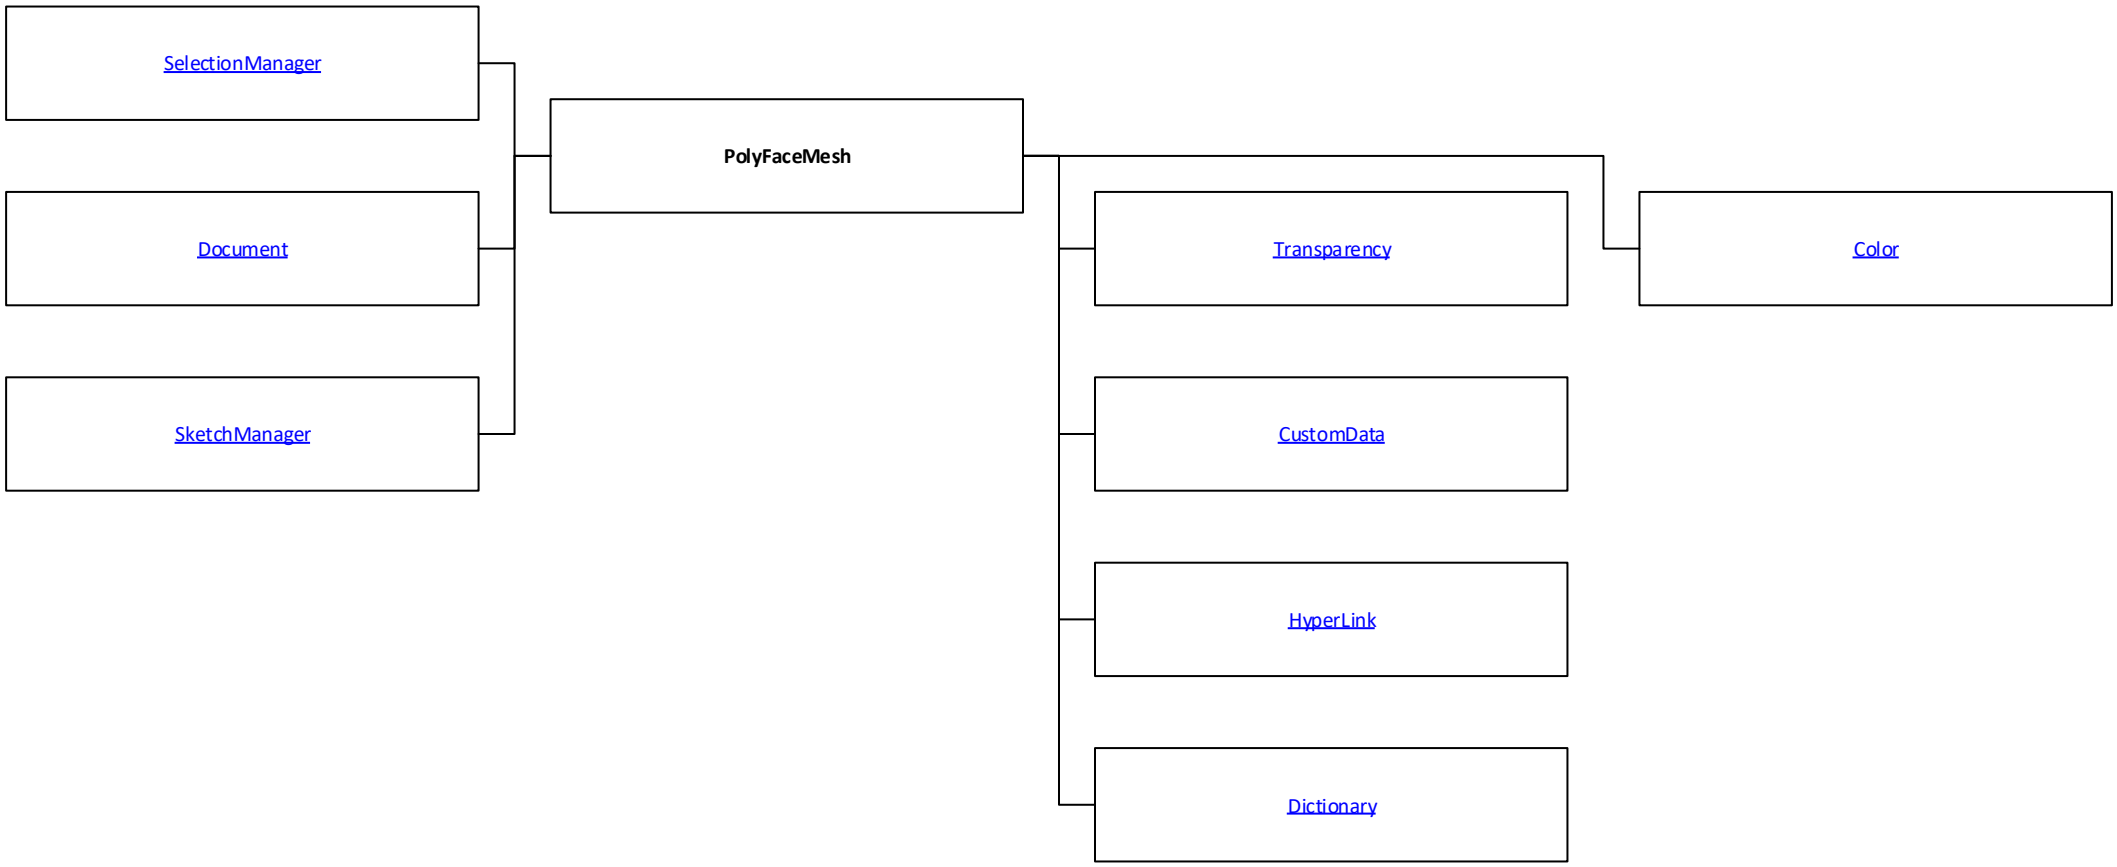 SelectionManager
PolyFaceMesh
Document
Transparency
Color
SketchManager
CustomData
HyperLink
Dictionary